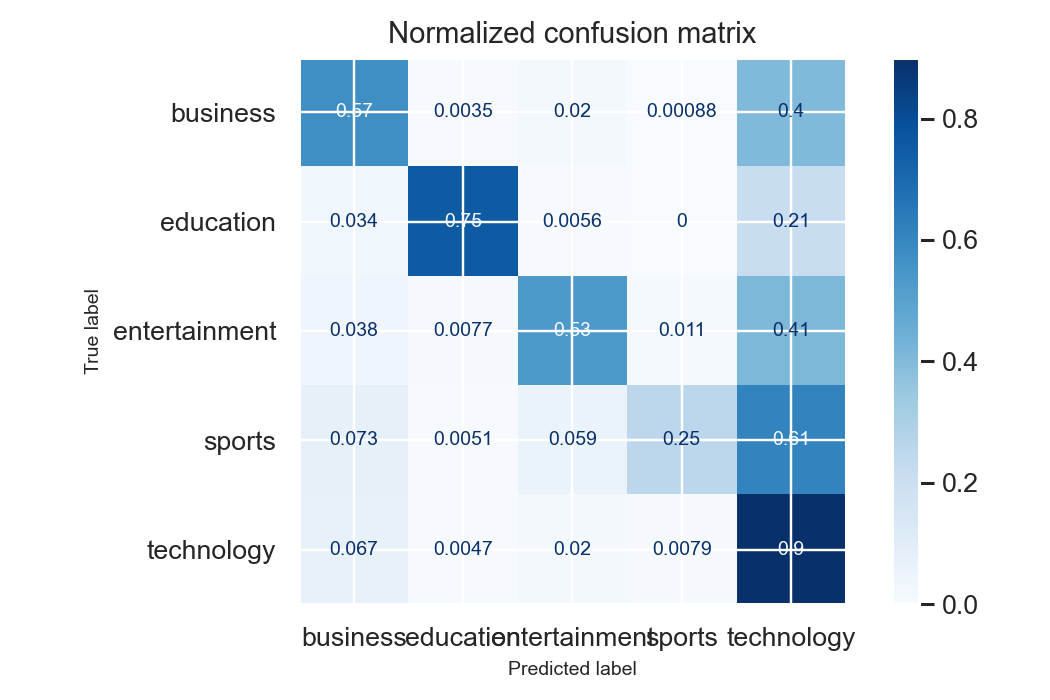 Normalized confusion matrix
business 0.57 0.0035 0.02 0.00088 0.4
education 0.034 0.75 0.0056 0 0.21
entertainment 0.038 0.0077 0.53 0.011 0.41
sports 0.073 0.0051 0.059 0.25 0.61
technology 0.067 0.0047 0.02 0.0079 0.9
True label
business education entertainment sports technology
Predicted label
0.8
0.6
0.4
0.2
0.0